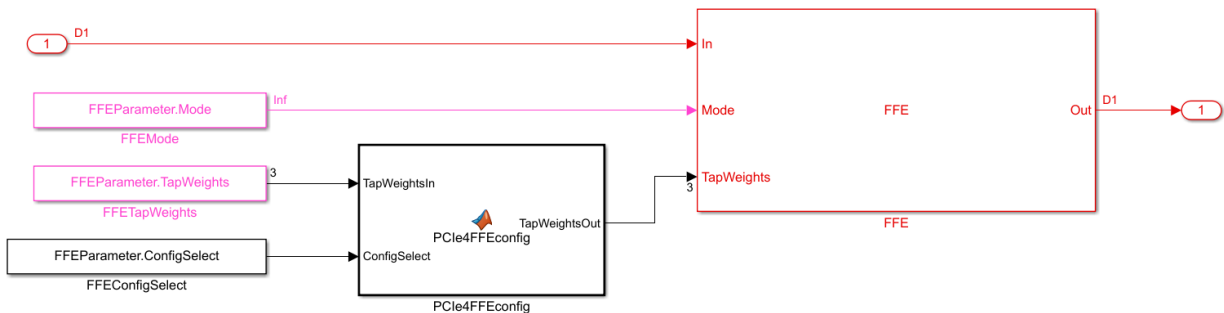 D1
1
In
FFEParameter.Mode
Inf
FFEMode
Mode
FFE
Out
D1
1
FFEParameter.TapWeights
3
FFETapWeights
TapWeightsIn
TapWeights
3
FFE
TapWeightsOut
PCIe4FFEconfig
FFEParameter.ConfigSelect
FFEConfigSelect
ConfigSelect
PCIe4FFEconfig